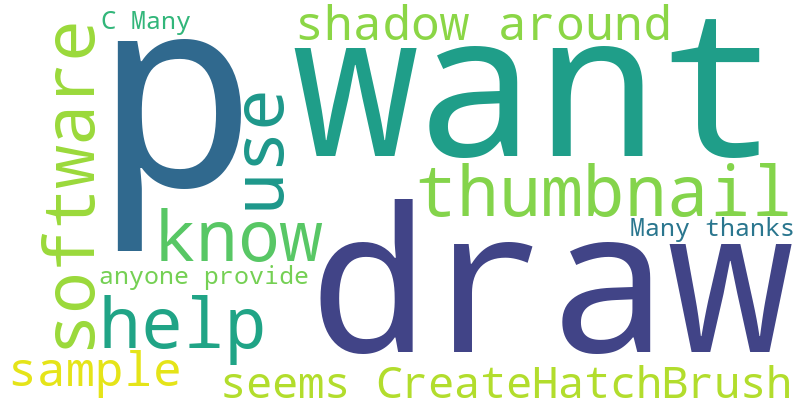 C Many
shadow around
p
want
software
use
thumbnail
know
Many thanks
draw
anyone provide
help
sample
seems CreateHatchBrush